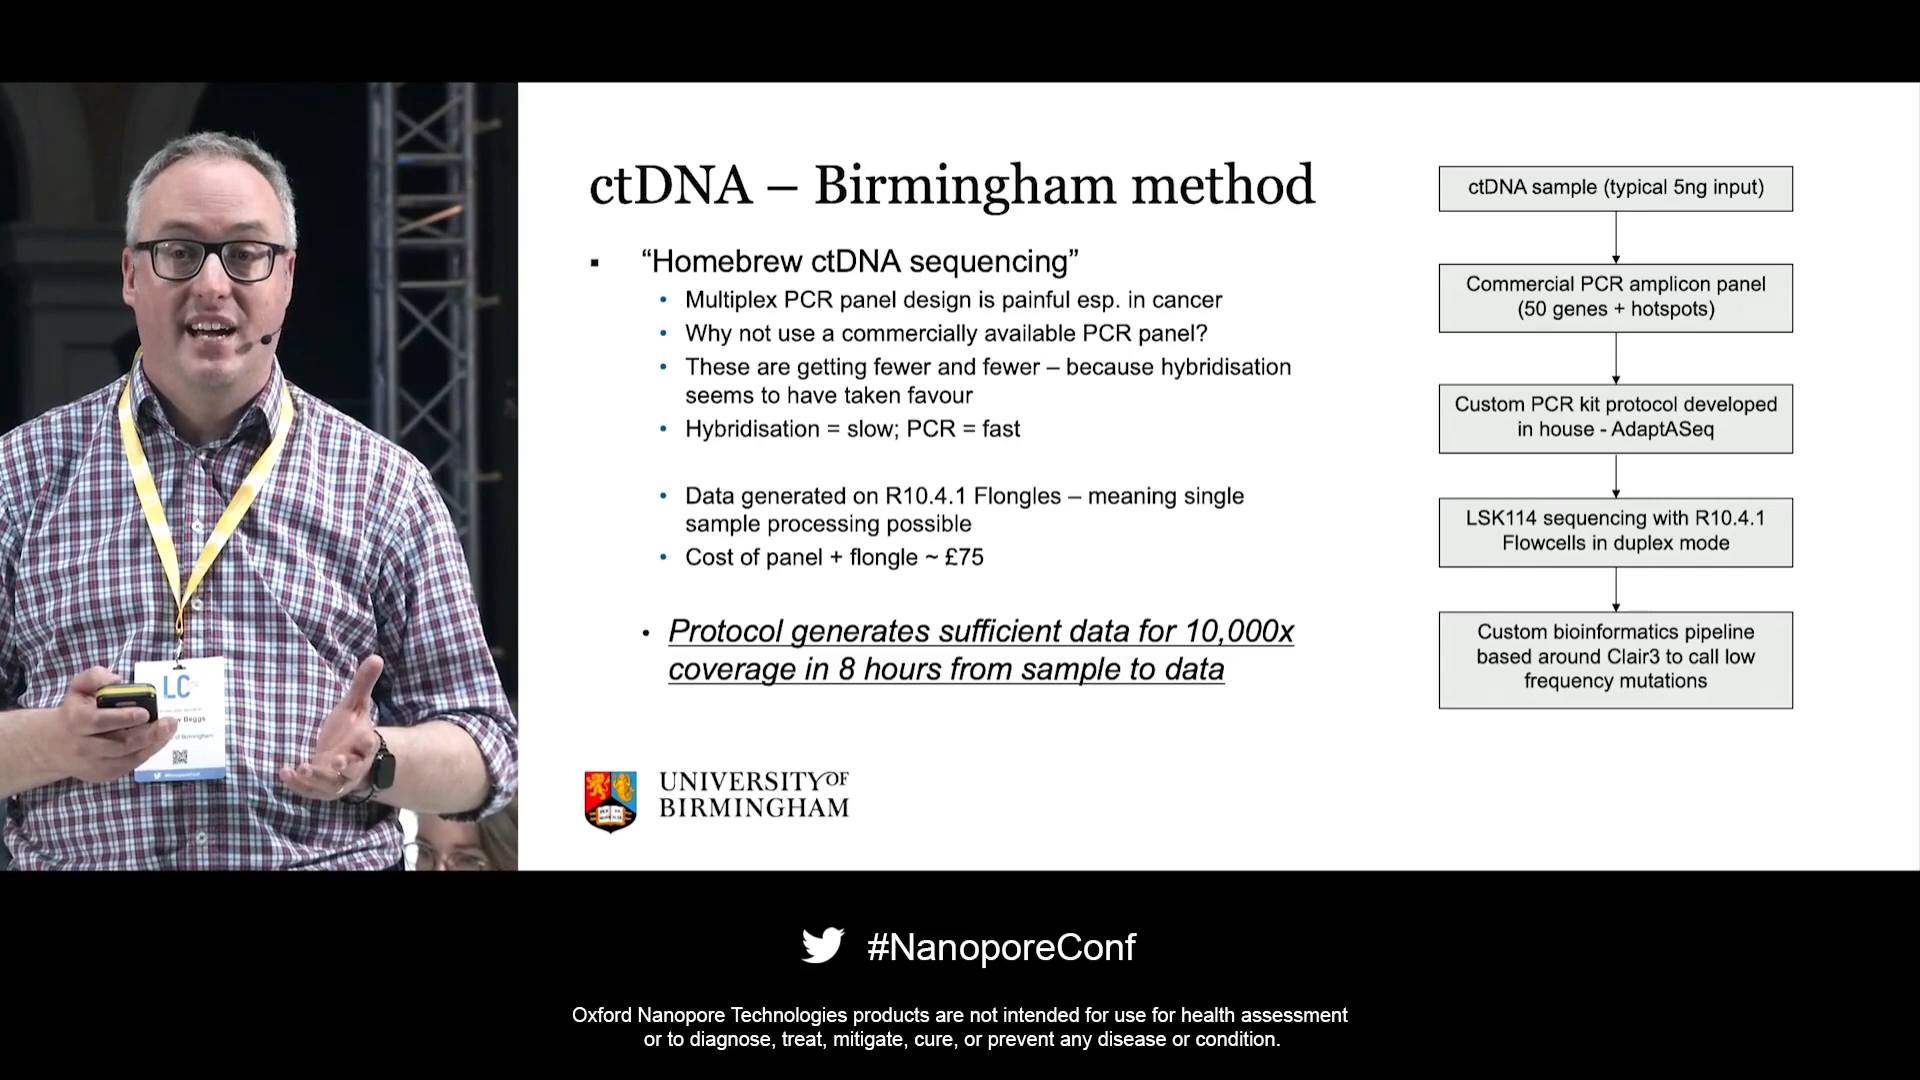 ctDNA – Birmingham method
“Homebrew ctDNA sequencing”
Multiplex PCR panel design is painful esp. in cancer
Why not use a commercially available PCR panel?
These are getting fewer and fewer – because hybridisation
seems to have taken favour
Hybridisation = slow; PCR = fast
Data generated on R10.4.1 Flongles – meaning single
sample processing possible
Cost of panel + flongle ~ £75
Protocol generates sufficient data for 10,000x
coverage in 8 hours from sample to data
ctDNA sample (typical 5ng input)
Commercial PCR amplicon panel
(50 genes + hotspots)
Custom PCR kit protocol developed
in house - AdaptASeq
LSK114 sequencing with R10.4.1
Flowcells in duplex mode
Custom bioinformatics pipeline
based around Clair3 to call low
frequency mutations
UNIVERSITY OF
BIRMINGHAM
LC
Beggs
of Birmingham
#NanoporeConf
Oxford Nanopore Technologies products are not intended for use for health assessment
or to diagnose, treat, mitigate, cure, or prevent any disease or condition.